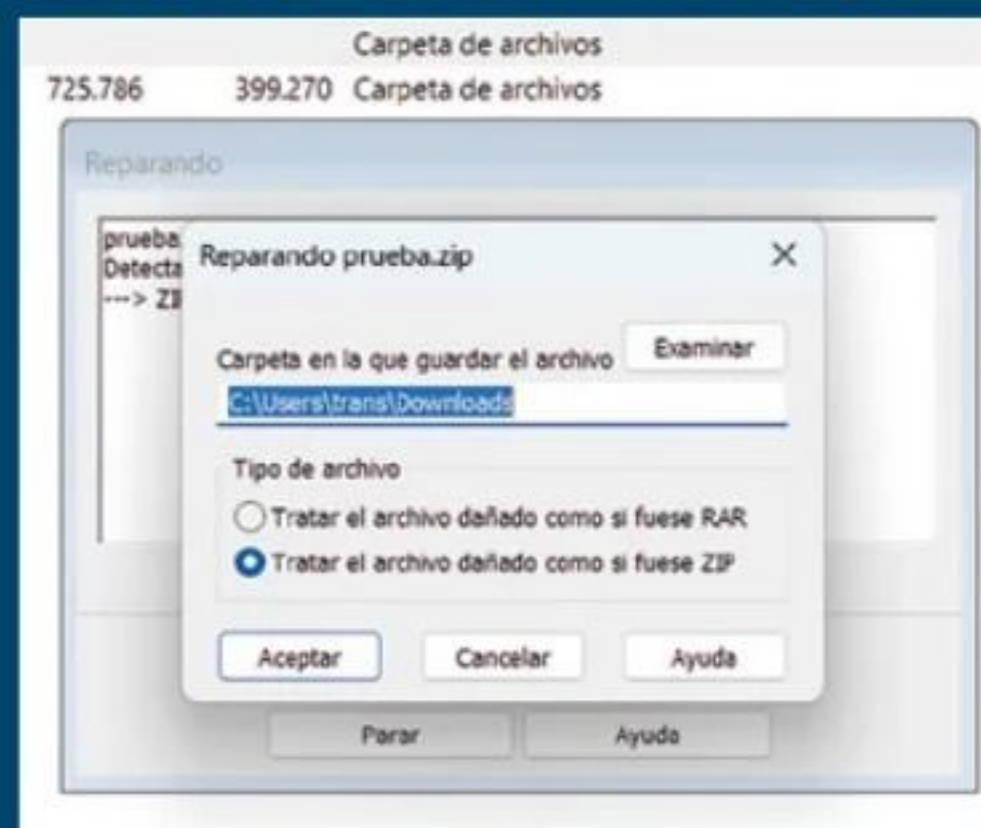 Carpeta de archivos
725.786 399.270 Carpeta de archivos
Reparando
prueba.
Detecta
---> ZI
Reparando prueba.zip
Carpeta en la que guardar el archivo Examinar
C:\Users\trans\Downloads
Tipo de archivo
Tratar el archivo dañado como si fuese RAR
Tratar el archivo dañado como si fuese ZIP
Aceptar Cancelar Ayuda
Parar Ayuda